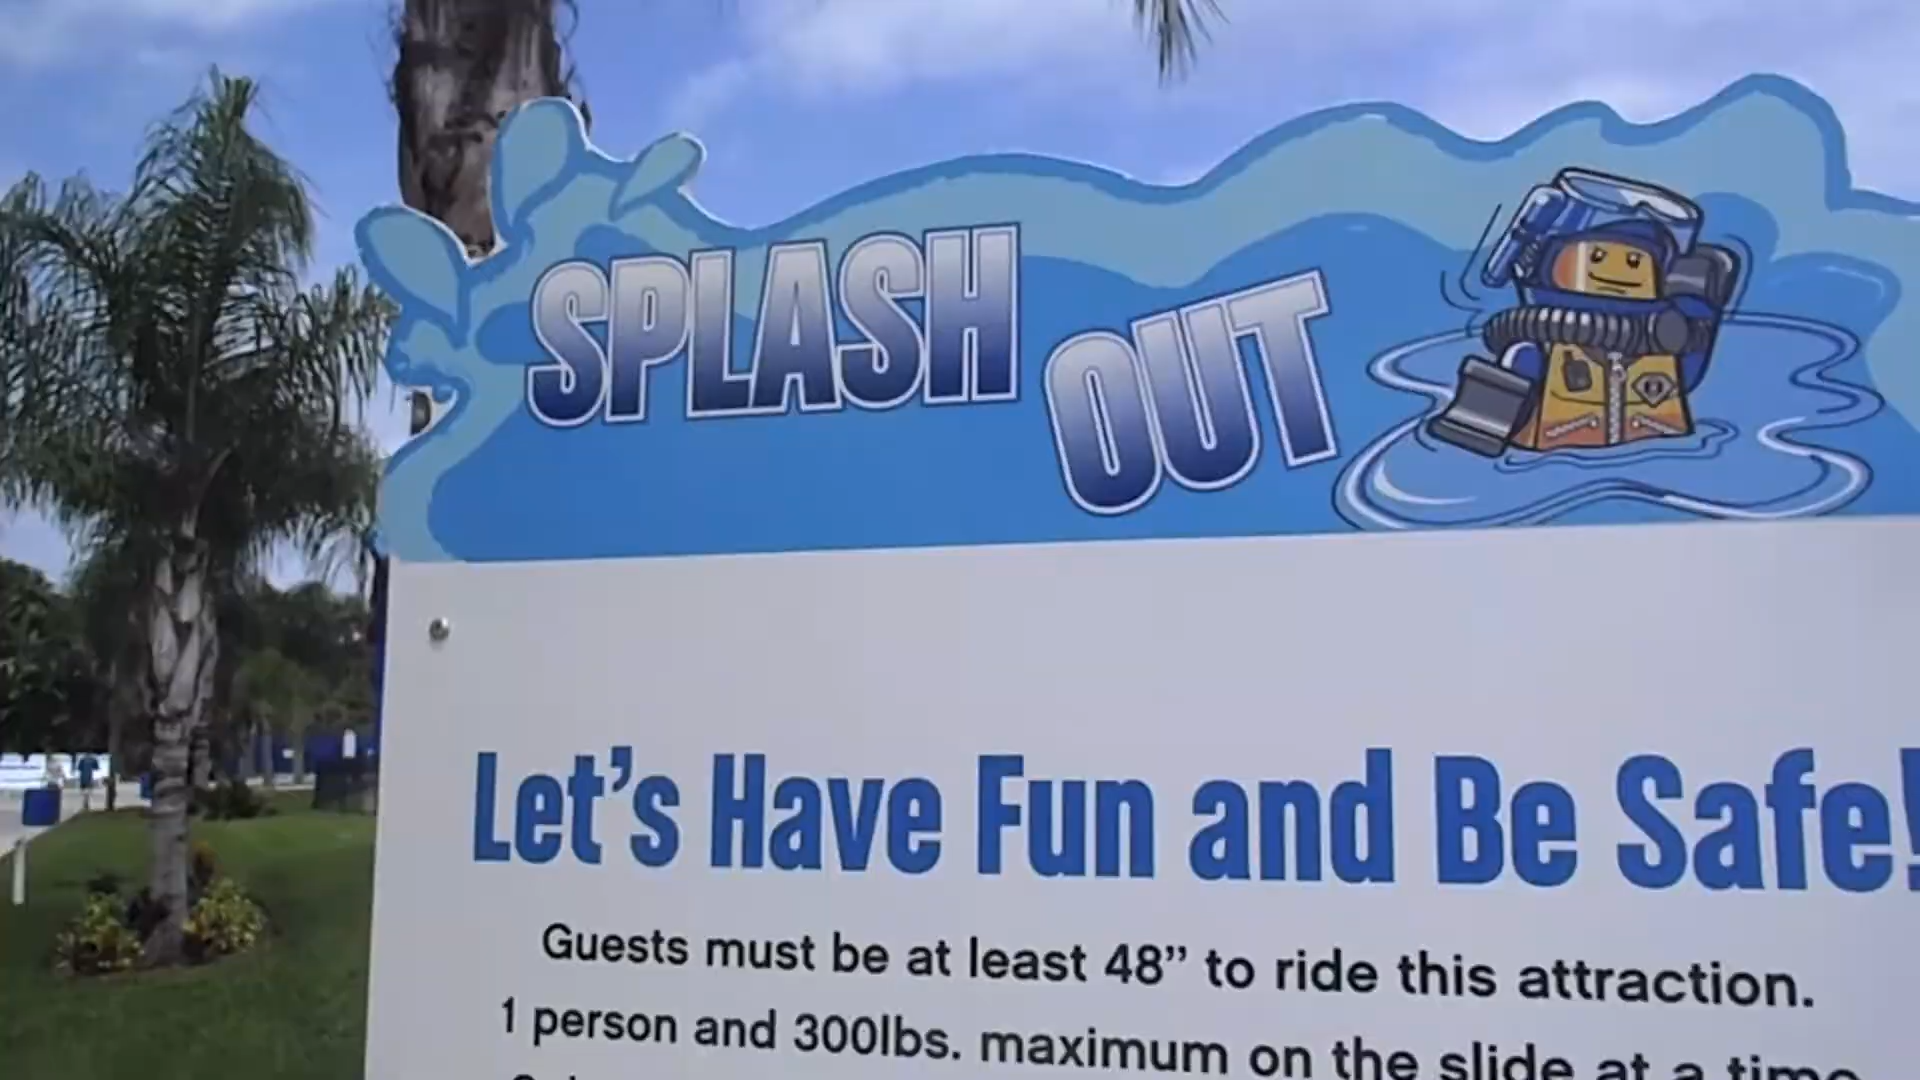 SPLASH OUT
Let's Have Fun and Be Safe!
Guests must be at least 48” to ride this attraction.
1 person and 300lbs. maximum on the slide at a time